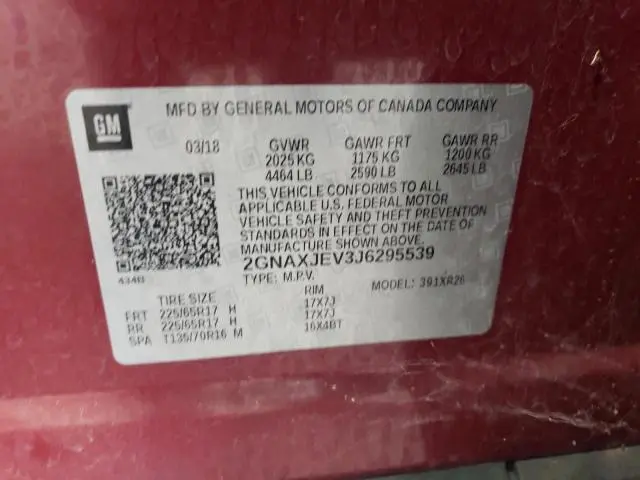 GM
MFD BY GENERAL MOTORS OF CANADA COMPANY
03/18 GVWR GAWR FRT GAWR RR
2025 KG 1175 KG 1200 KG
4464 LB 2590 LB 2645 LB
THIS VEHICLE CONFORMS TO ALL
APPLICABLE U.S. FEDERAL MOTOR
VEHICLE SAFETY AND THEFT PREVENTION
STANDARDS IN EFFECT ON THE DATE OF
MANUFACTURE SHOWN ABOVE.
434B 2GNAXJEV3J6295539
TYPE: M.P.V. MODEL: 391XR26
TIRE SIZE RIM
FRT 225/65R17 H 17X7J
RR 225/65R17 H 17X7J
SPA T135/70R16 M 16X4BT